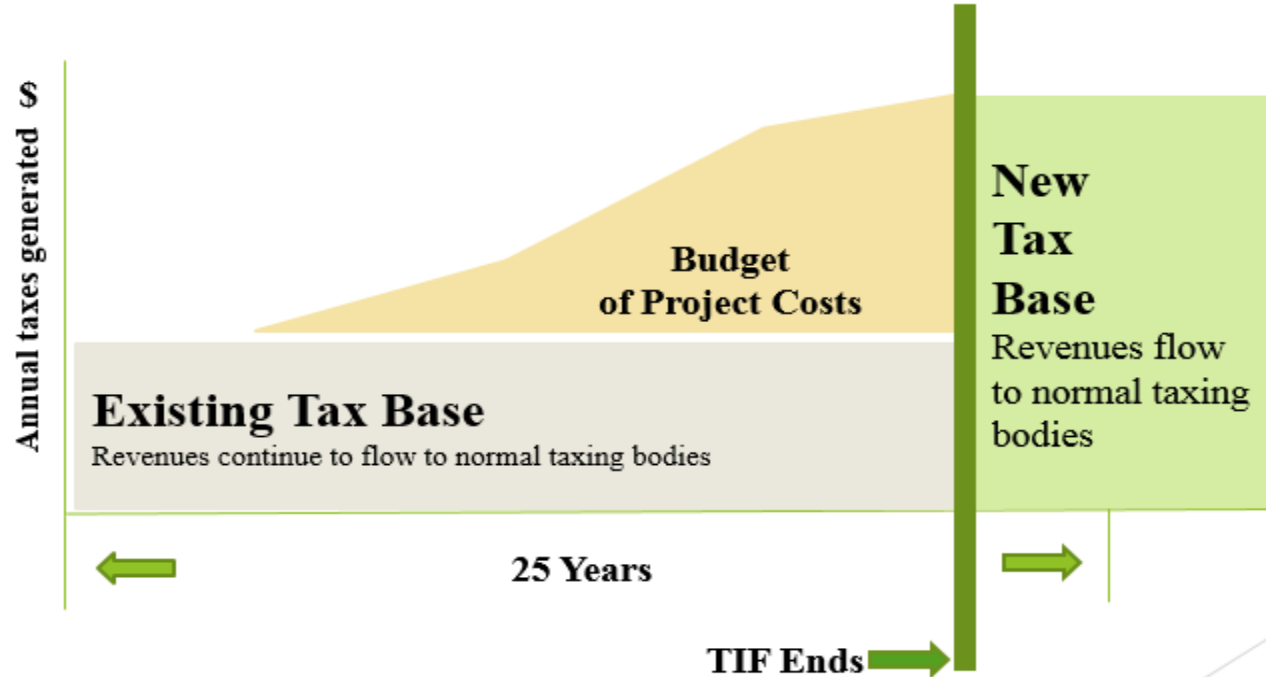 Annual taxes generated $
Budget
of Project Costs
New
Tax
Base
Revenues flow
to normal taxing
bodies
Existing Tax Base
Revenues continue to flow to normal taxing bodies
25 Years
TIF Ends